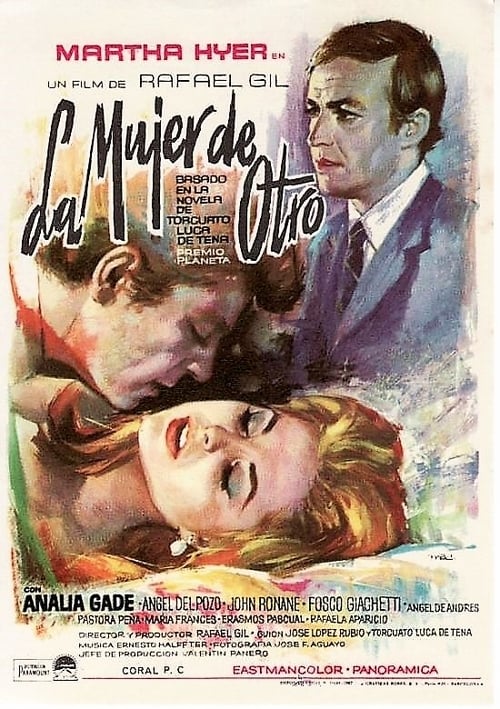 MARTHA HYER EN
UN FILM DE RAFAEL GIL
La Mujer de
Otro
BASADO
EN LA
NOVELA
DE
TORCUATO
LUCA
DE TENA
PREMIO
PLANETA
CON
ANALIA GADE · ANGEL DEL POZO · JOHN RONANE · FOSCO GIACHETTI · ANGEL DE ANDRES
PASTORA PEÑA · MARIA FRANCES · ERASMOS PASCUAL · RAFAELA APARICIO
DIRECTOR Y PRODUCTOR RAFAEL GIL · GUION JOSE LOPEZ RUBIO Y TORCUATO LUCA DE TENA
MUSICA ERNESTO HALFFTER · FOTOGRAFIA JOSE F. AGUAYO
JEFE DE PRODUCCION VALENTIN PANERO
PARAMOUNT
CORAL P. C
EASTMANCOLOR · PANORAMICA